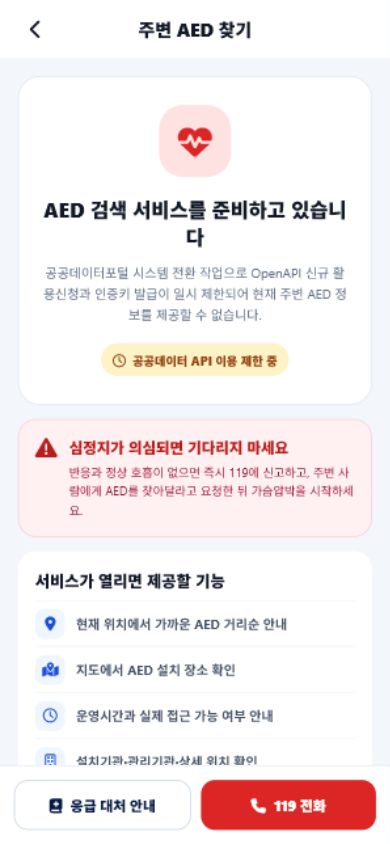 주변 AED 찾기
AED 검색 서비스를 준비하고 있습니
다
공공데이터포털 시스템 전환 작업으로 OpenAPI 신규 활
용신청과 인증키 발급이 일시 제한되어 현재 주변 AED 정
보를 제공할 수 없습니다.
공공데이터 API 이용 제한 중
심정지가 의심되면 기다리지 마세요
반응과 정상 호흡이 없으면 즉시 119에 신고하고, 주변 사
람에게 AED를 찾아달라고 요청한 뒤 가슴압박을 시작하세
요.
서비스가 열리면 제공할 기능
현재 위치에서 가까운 AED 거리순 안내
지도에서 AED 설치 장소 확인
운영시간과 실제 접근 가능 여부 안내
설치기관·관리기관·상세 위치 확인
응급 대처 안내
119 전화